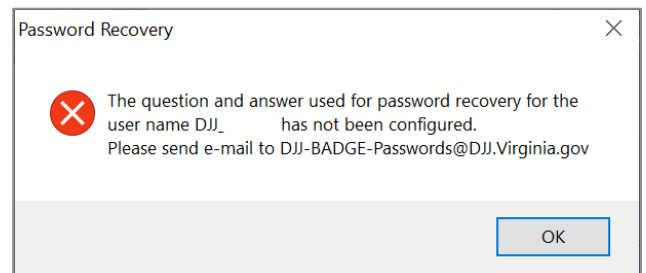 Password Recovery
The question and answer used for password recovery for the
user name DJJ_ has not been configured.
Please send e-mail to DJJ-BADGE-Passwords@DJJ.Virginia.gov
OK